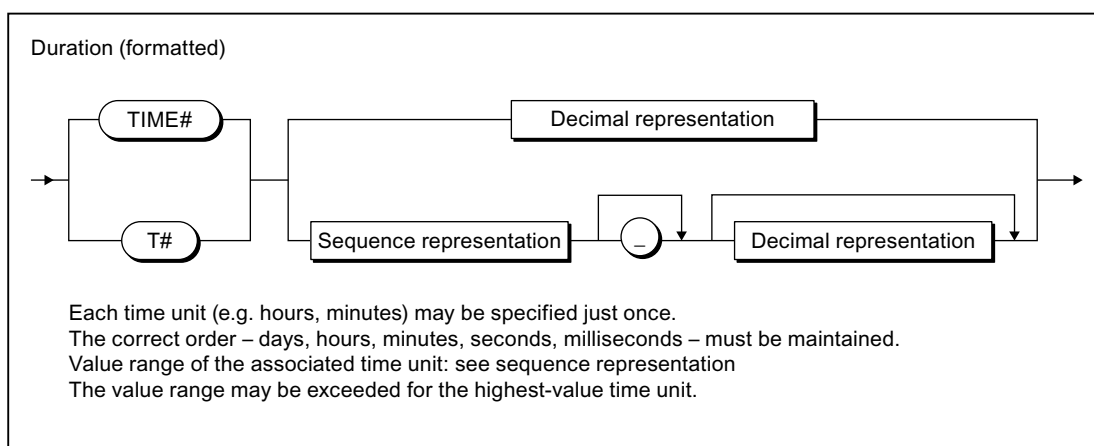 Duration (formatted)
TIME#
Decimal representation
T#
Sequence representation
_
Decimal representation
Each time unit (e.g. hours, minutes) may be specified just once.
The correct order – days, hours, minutes, seconds, milliseconds – must be maintained.
Value range of the associated time unit: see sequence representation
The value range may be exceeded for the highest-value time unit.